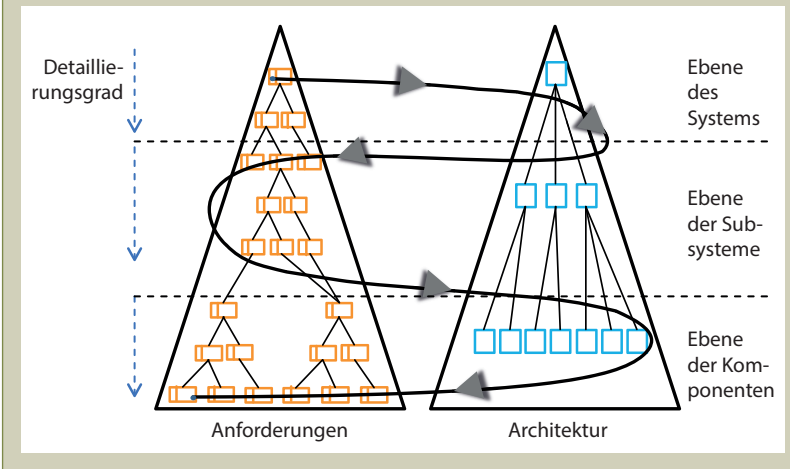 Detaillie-
rungsgrad
Ebene
des
Systems
Ebene
der Sub-
systeme
Ebene
der Kom-
ponenten
Anforderungen
Architektur